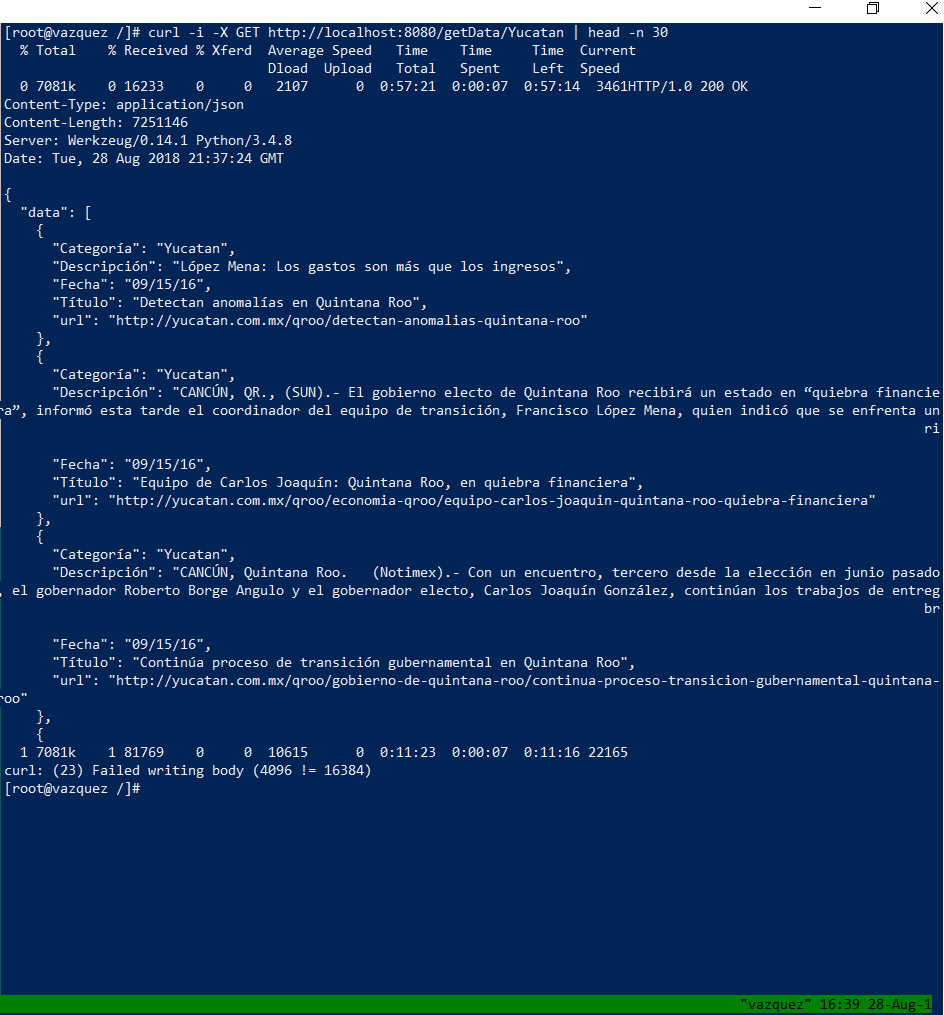 [root@vazquez /]# curl -i -X GET http://localhost:8080/getData/Yucatan | head -n 30
  % Total    % Received % Xferd  Average Speed   Time    Time     Time  Current
                                 Dload  Upload   Total   Spent    Left  Speed
  0 7081k    0 16233    0     0   2107      0  0:57:21  0:00:07  0:57:14  3461HTTP/1.0 200 OK
Content-Type: application/json
Content-Length: 7251146
Server: Werkzeug/0.14.1 Python/3.4.8
Date: Tue, 28 Aug 2018 21:37:24 GMT

{
  "data": [
    {
      "Categoría": "Yucatan",
      "Descripción": "López Mena: Los gastos son más que los ingresos",
      "Fecha": "09/15/16",
      "Título": "Detectan anomalías en Quintana Roo",
      "url": "http://yucatan.com.mx/qroo/detectan-anomalias-quintana-roo"
    },
    {
      "Categoría": "Yucatan",
      "Descripción": "CANCÚN, QR., (SUN).- El gobierno electo de Quintana Roo recibirá un estado en “quiebra financie
ra”, informó esta tarde el coordinador del equipo de transición, Francisco López Mena, quien indicó que se enfrenta un
ri
      "Fecha": "09/15/16",
      "Título": "Equipo de Carlos Joaquín: Quintana Roo, en quiebra financiera",
      "url": "http://yucatan.com.mx/qroo/economia-qroo/equipo-carlos-joaquin-quintana-roo-quiebra-financiera"
    },
    {
      "Categoría": "Yucatan",
      "Descripción": "CANCÚN, Quintana Roo.   (Notimex).- Con un encuentro, tercero desde la elección en junio pasado
, el gobernador Roberto Borge Angulo y el gobernador electo, Carlos Joaquín González, continúan los trabajos de entreg
br
      "Fecha": "09/15/16",
      "Título": "Continúa proceso de transición gubernamental en Quintana Roo",
      "url": "http://yucatan.com.mx/qroo/gobierno-de-quintana-roo/continua-proceso-transicion-gubernamental-quintana-
roo"
    },
    {
  1 7081k    1 81769    0     0  10615      0  0:11:23  0:00:07  0:11:16 22165
curl: (23) Failed writing body (4096 != 16384)
[root@vazquez /]#
"vazquez" 16:39 28-Aug-1